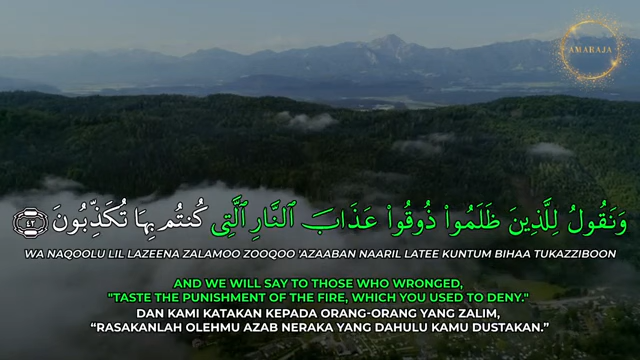 AMARAJA
وَنَقُولُ لِلَّذِينَ ظَلَمُوا۟ ذُوقُوا۟ عَذَابَ ٱلنَّارِ ٱلَّتِى كُنتُم بِهَا تُكَذِّبُونَ ٤٢
WA NAQOOLU LIL LAZEENA ZALAMOO ZOOQOO 'AZAABAN NAARIL LATEE KUNTUM BIHAA TUKAZZIBOON
AND WE WILL SAY TO THOSE WHO WRONGED,
"TASTE THE PUNISHMENT OF THE FIRE, WHICH YOU USED TO DENY."
DAN KAMI KATAKAN KEPADA ORANG-ORANG YANG ZALIM,
“RASAKANLAH OLEHMU AZAB NERAKA YANG DAHULU KAMU DUSTAKAN.”